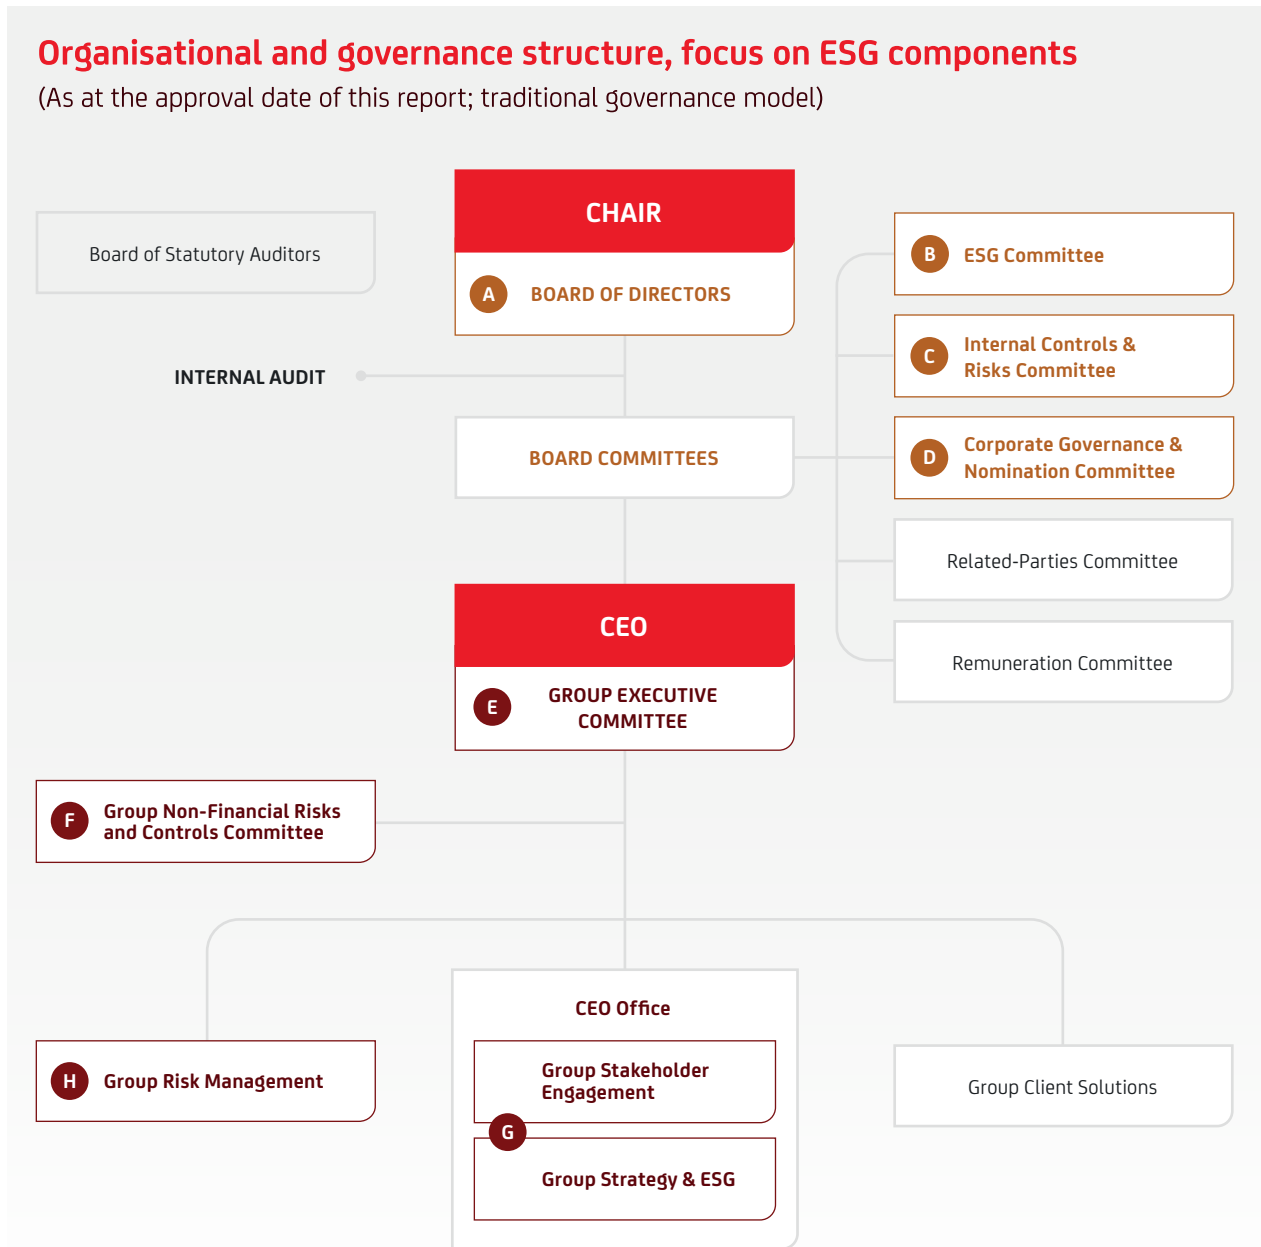 Organisational and governance structure, focus on ESG components
(As at the approval date of this report; traditional governance model)
CHAIR
Board of Statutory Auditors
A
BOARD OF DIRECTORS
B
ESG Committee
C
Internal Controls &
Risks Committee
INTERNAL AUDIT
BOARD COMMITTEES
D
Corporate Governance &
Nomination Committee
Related-Parties Committee
CEO
Remuneration Committee
E
GROUP EXECUTIVE
COMMITTEE
F
Group Non-Financial Risks
and Controls Committee
CEO Office
H
Group Risk Management
Group Stakeholder
Engagement
G
Group Strategy & ESG
Group Client Solutions